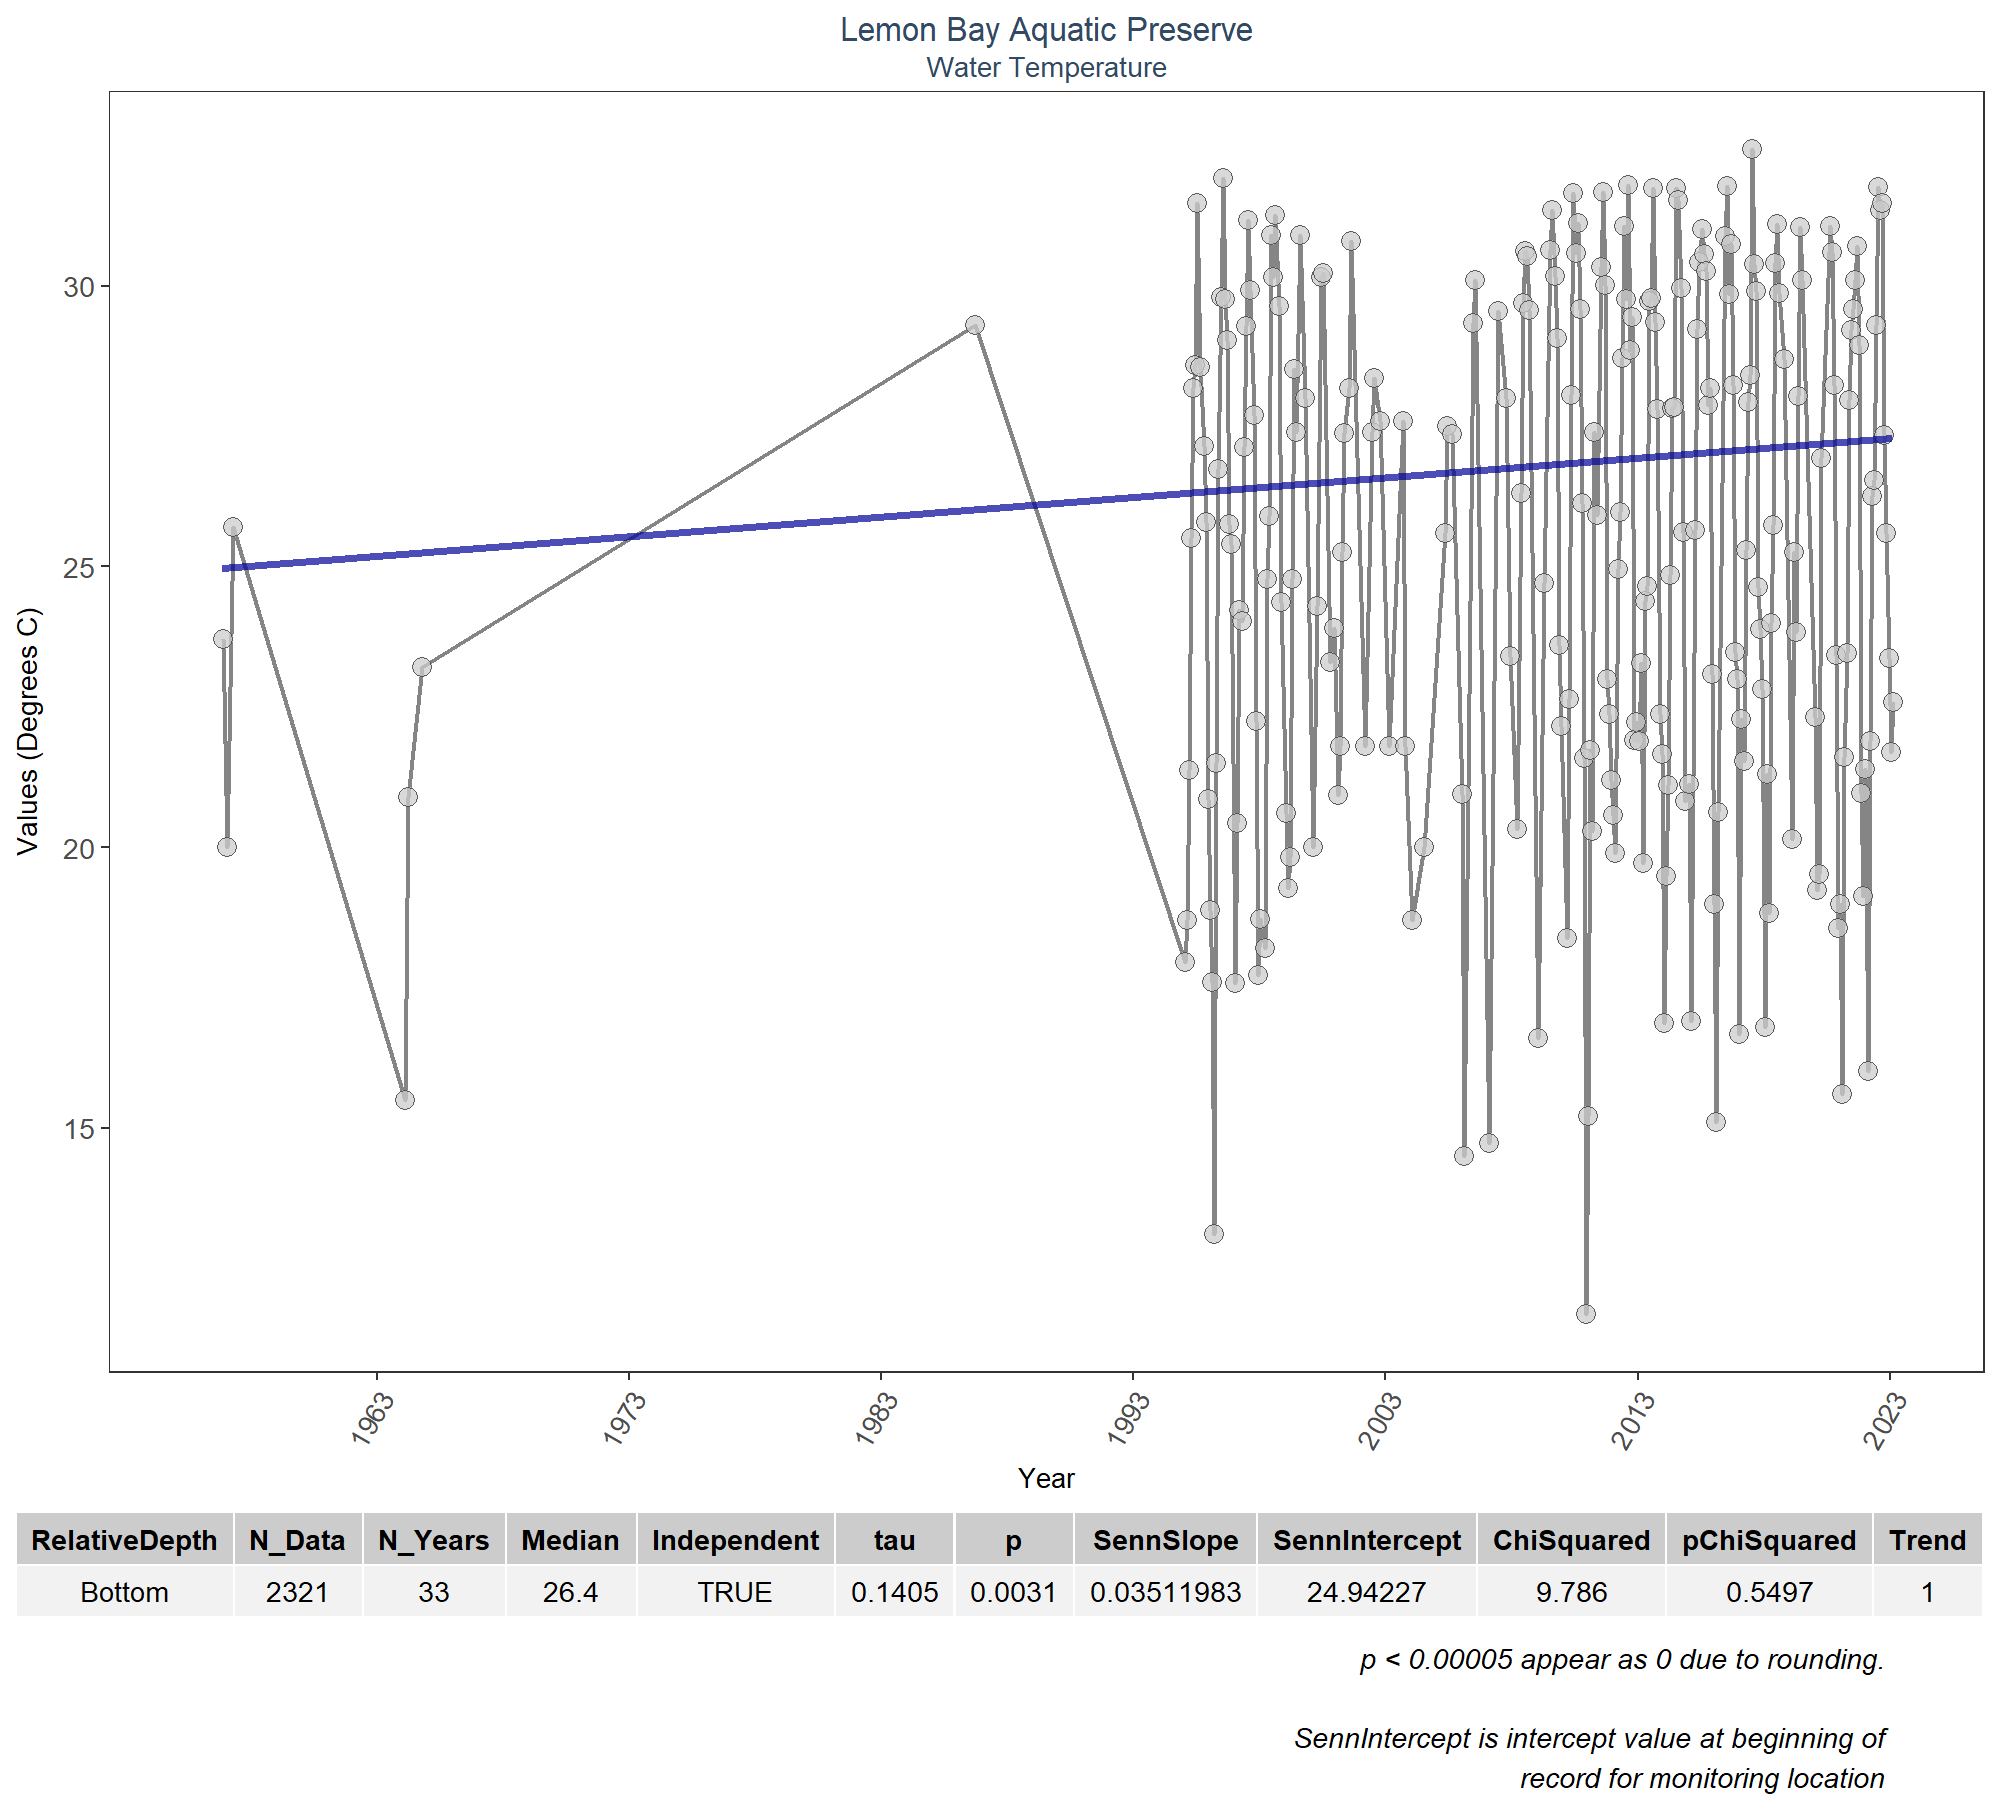 Lemon Bay Aquatic Preserve
Water Temperature
Values (Degrees C)
30
25
20
15
1963 1973 1983 1993 2003 2013 2023
Year
RelativeDepth N_Data N_Years Median Independent tau p SennSlope SennIntercept ChiSquared pChiSquared Trend
Bottom 2321 33 26.4 TRUE 0.1405 0.0031 0.03511983 24.94227 9.786 0.5497 1
p < 0.00005 appear as 0 due to rounding.
SennIntercept is intercept value at beginning of
record for monitoring location